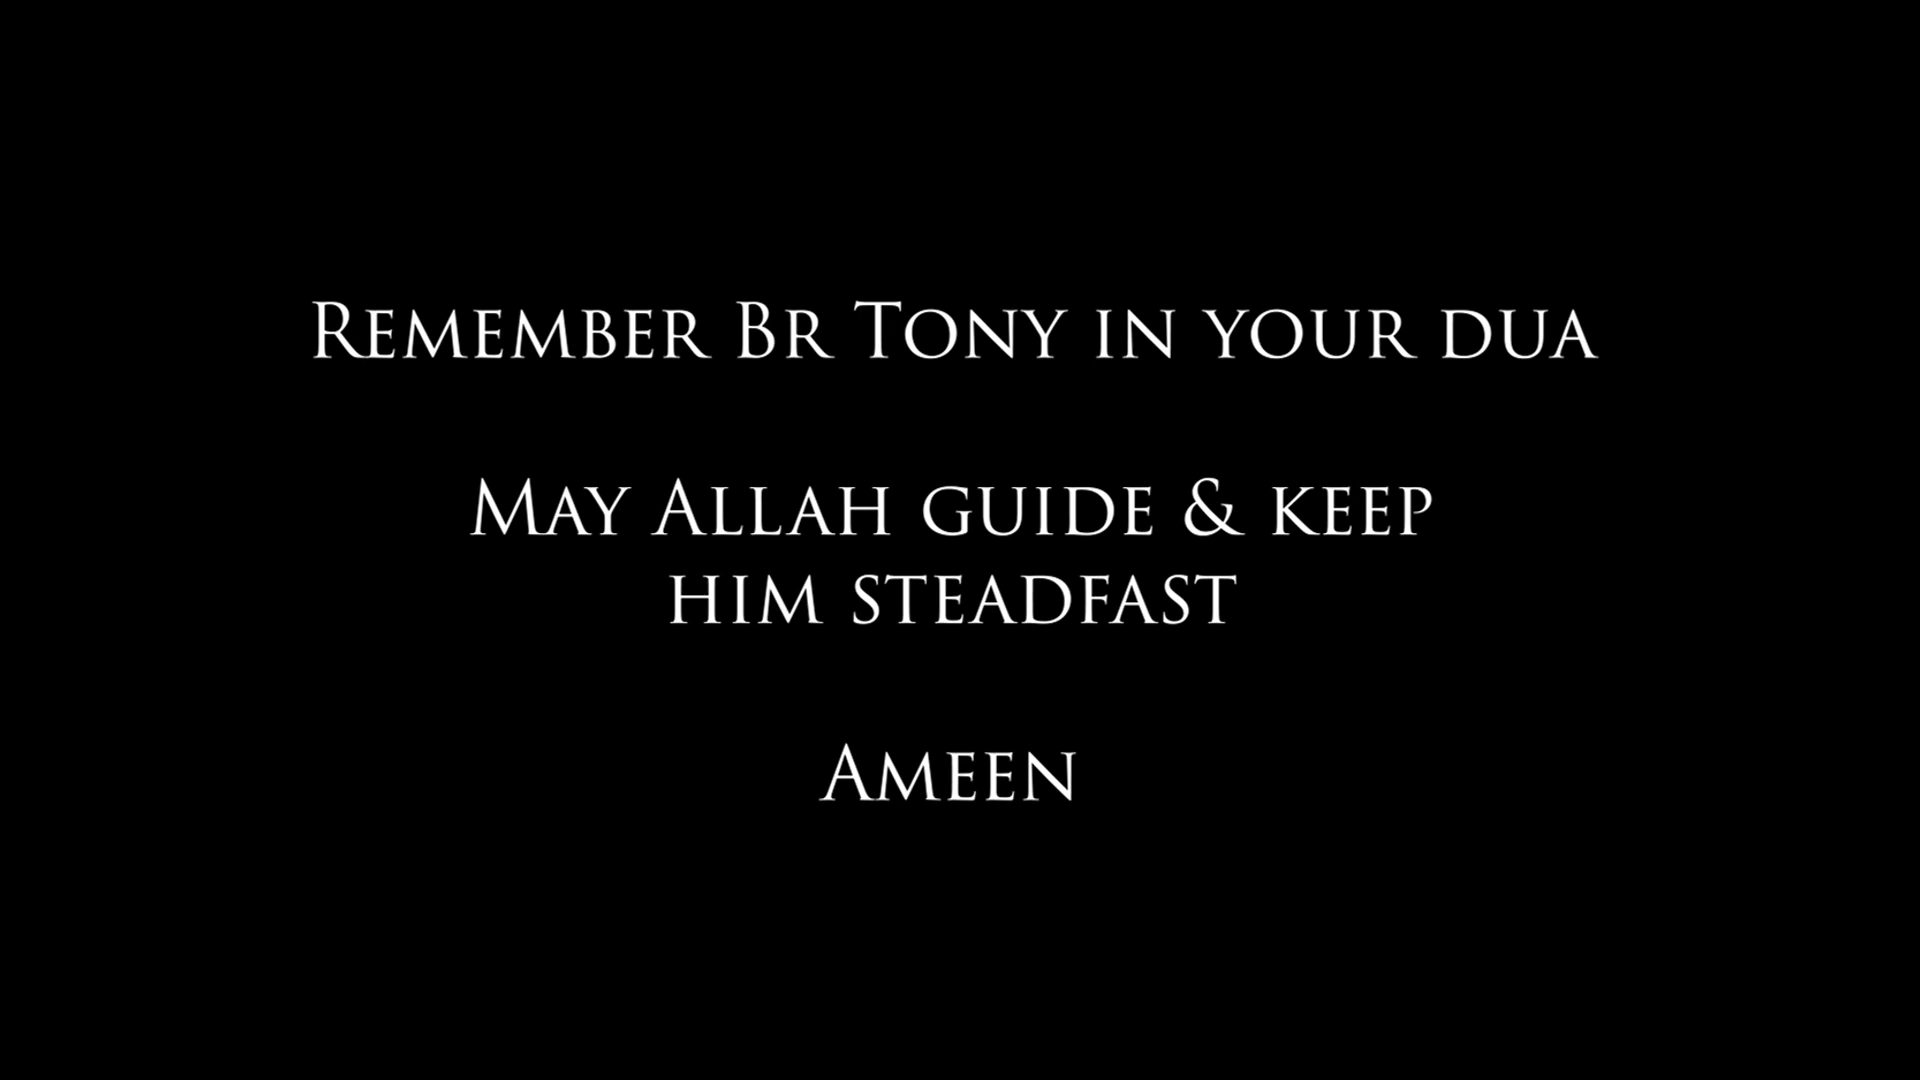 Remember Br Tony in your dua
May Allah guide & keep
him steadfast
Ameen